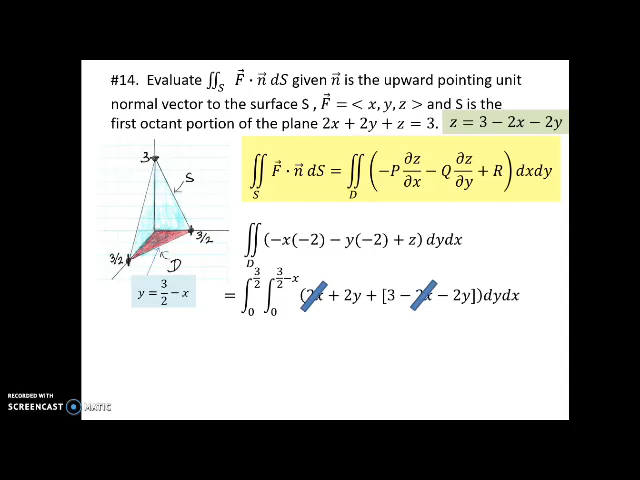 #14. Evaluate ∬_S F⃗ · n⃗ dS given n⃗ is the upward pointing unit
normal vector to the surface S , F⃗ = < x, y, z > and S is the
first octant portion of the plane 2x + 2y + z = 3.
z = 3 − 2x − 2y
3
S
3/2
3/2
D
y = 3/2 − x
∬_S F⃗ · n⃗ dS = ∬_D (−P ∂z/∂x − Q ∂z/∂y + R) dxdy
∬_D (−x(−2) − y(−2) + z) dydx
= ∫_0^{3/2} ∫_0^{3/2−x} (2x + 2y + [3 − 2x − 2y])dydx
RECORDED WITH
SCREENCAST MATIC